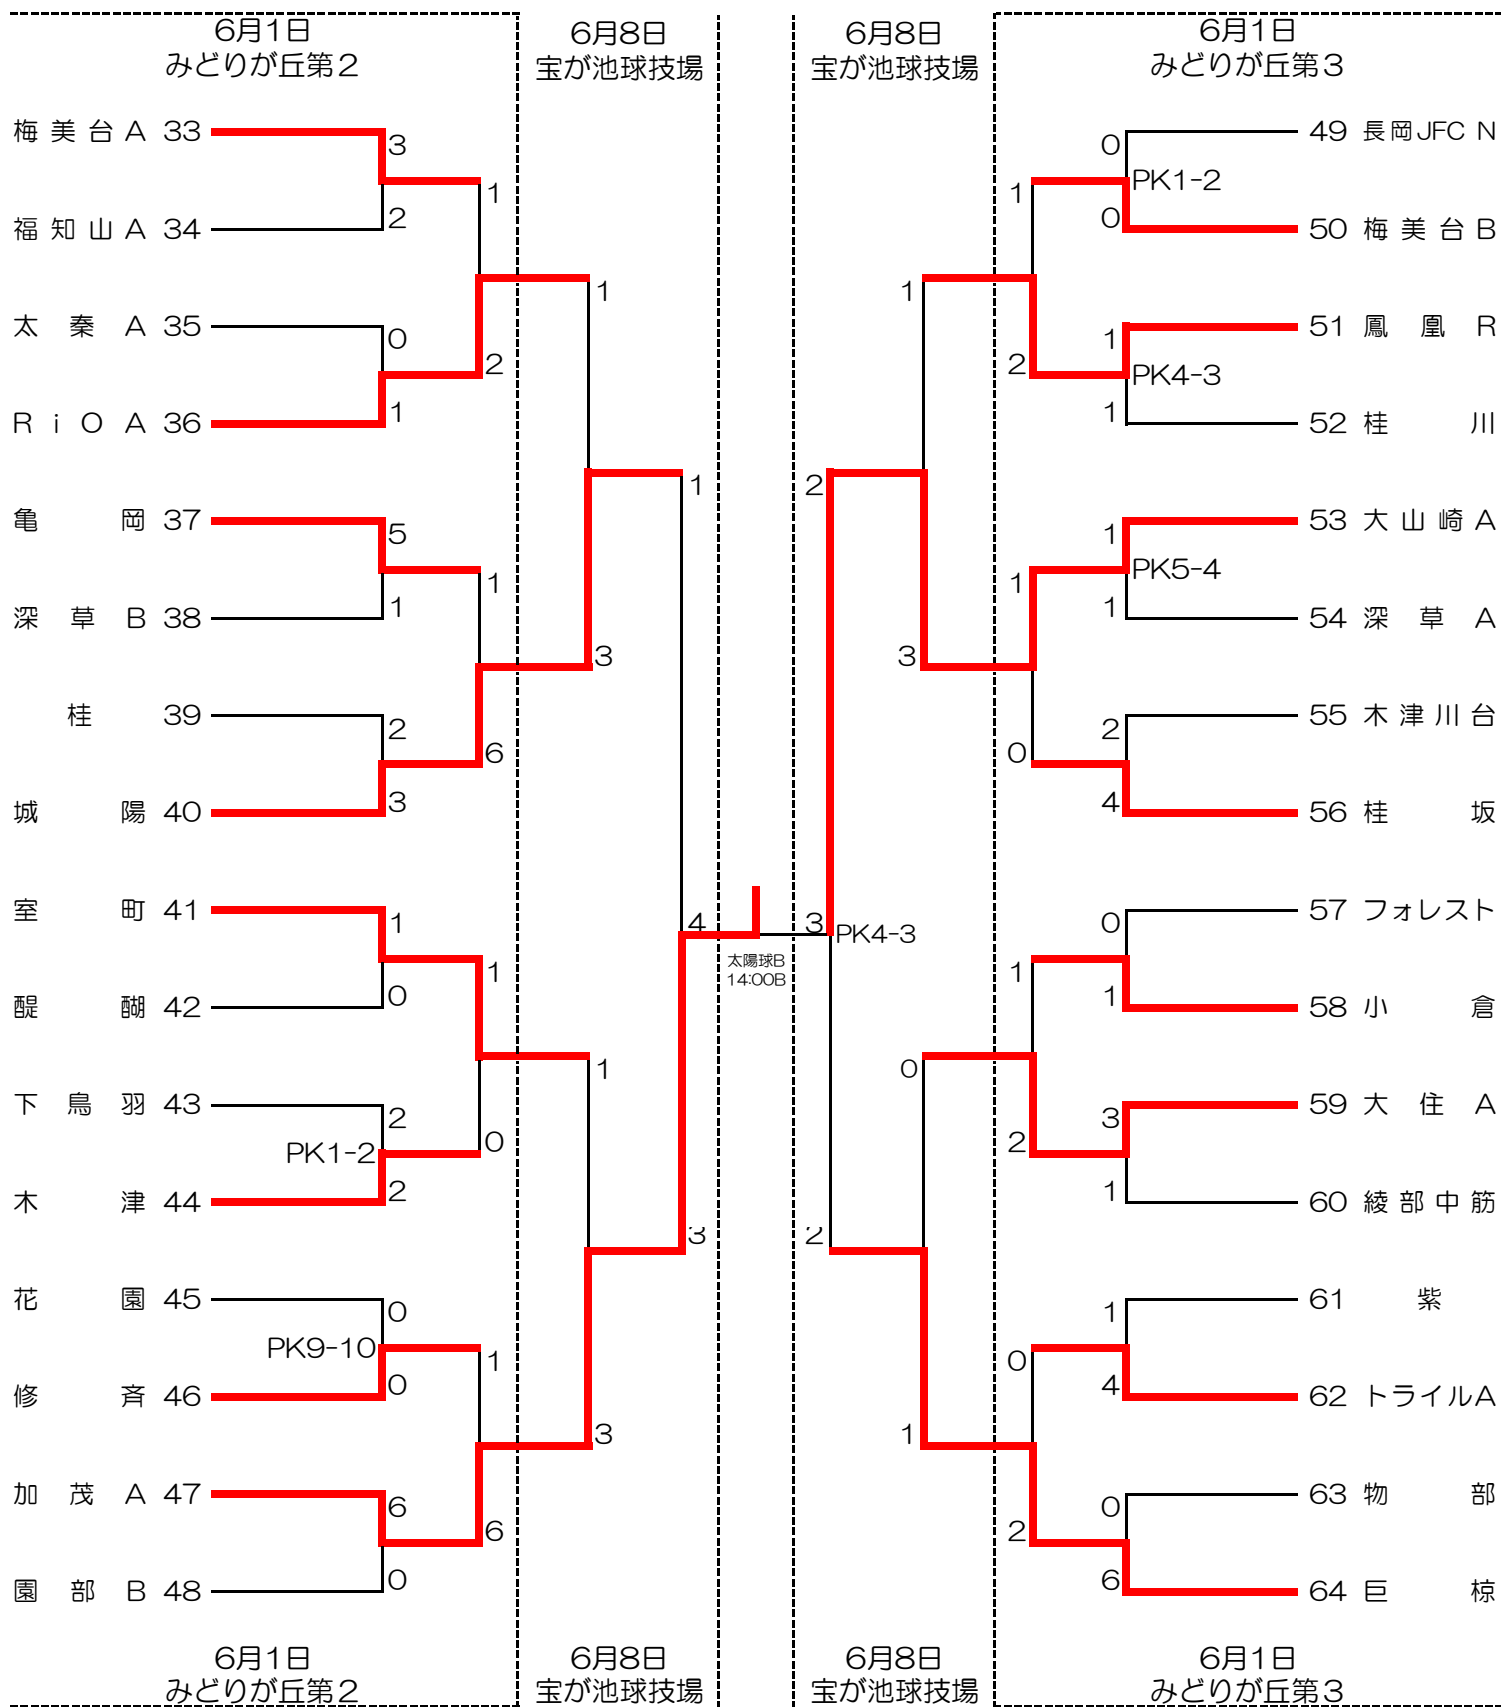 6月1日
みどりが丘第2
6月8日
宝が池球技場
6月8日
宝が池球技場
6月1日
みどりが丘第3
梅美台A 33
3
1
福知山A 34
2
太秦A 35
0
2
RiOA 36
1
1
亀岡 37
5
1
深草B 38
1
桂 39
2
6
城陽 40
3
3
1
室町 41
1
1
醍醐 42
0
下鳥羽 43
2
PK1-2
0
木津 44
2
1
花園 45
0
PK9-10
1
修斉 46
0
加茂A 47
6
6
園部B 48
0
3
3
4
太陽球B
14:00B
3
PK4-3
49 長岡JFC N
0
PK1-2
1
50 梅美台B
0
51 鳳凰R
1
PK4-3
2
52 桂川
1
1
53 大山崎A
1
PK5-4
1
54 深草A
1
55 木津川台
2
0
56 桂坂
4
3
2
57 フォレスト
0
1
58 小倉
1
59 大住A
3
2
60 綾部中筋
1
0
61 紫
1
0
62 トライルA
4
63 物部
0
2
64 巨椋
6
1
2
6月1日
みどりが丘第2
6月8日
宝が池球技場
6月8日
宝が池球技場
6月1日
みどりが丘第3